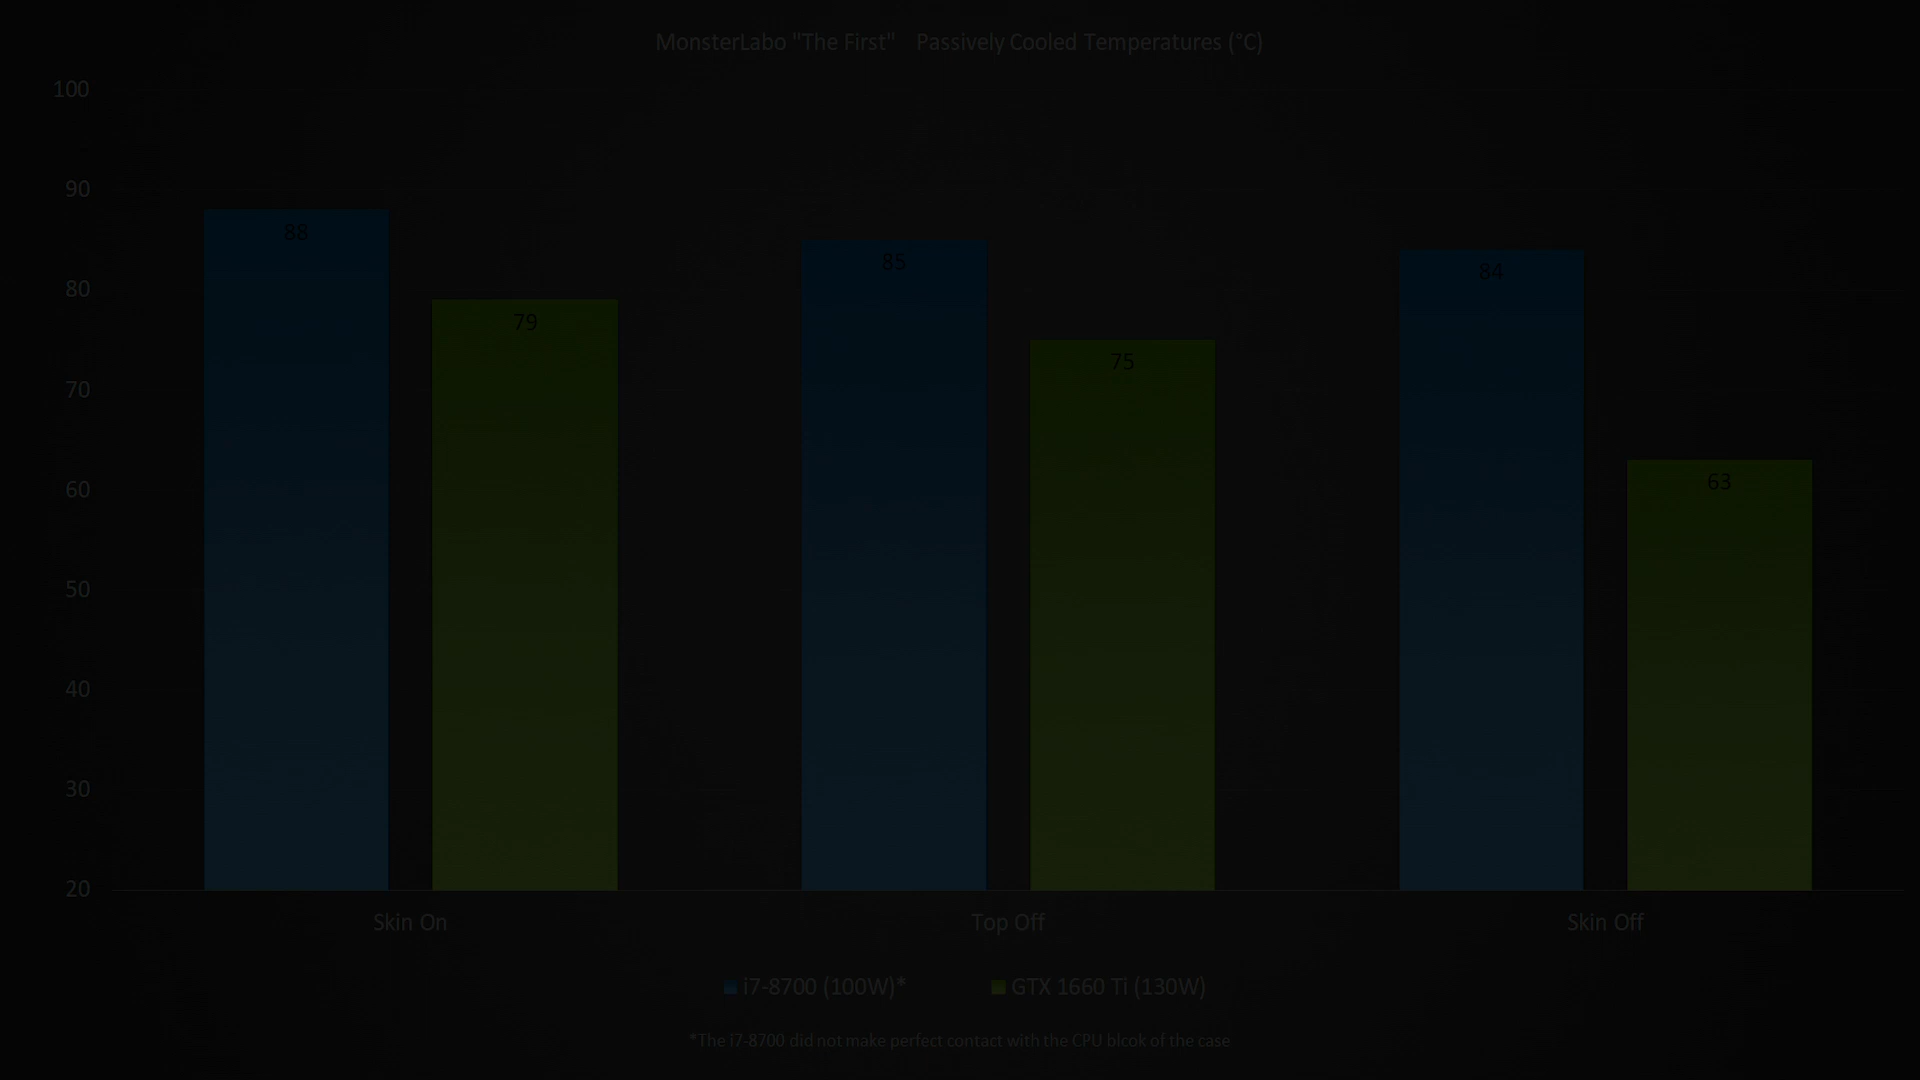 MonsterLabo "The First" Passively Cooled Temperatures (°C)
100
90
80
70
60
50
40
30
20
88
79
85
75
84
63
Skin On
Top Off
Skin Off
i7-8700 (100W)*
GTX 1660 Ti (130W)
*The i7-8700 did not make perfect contact with the CPU blcok of the case